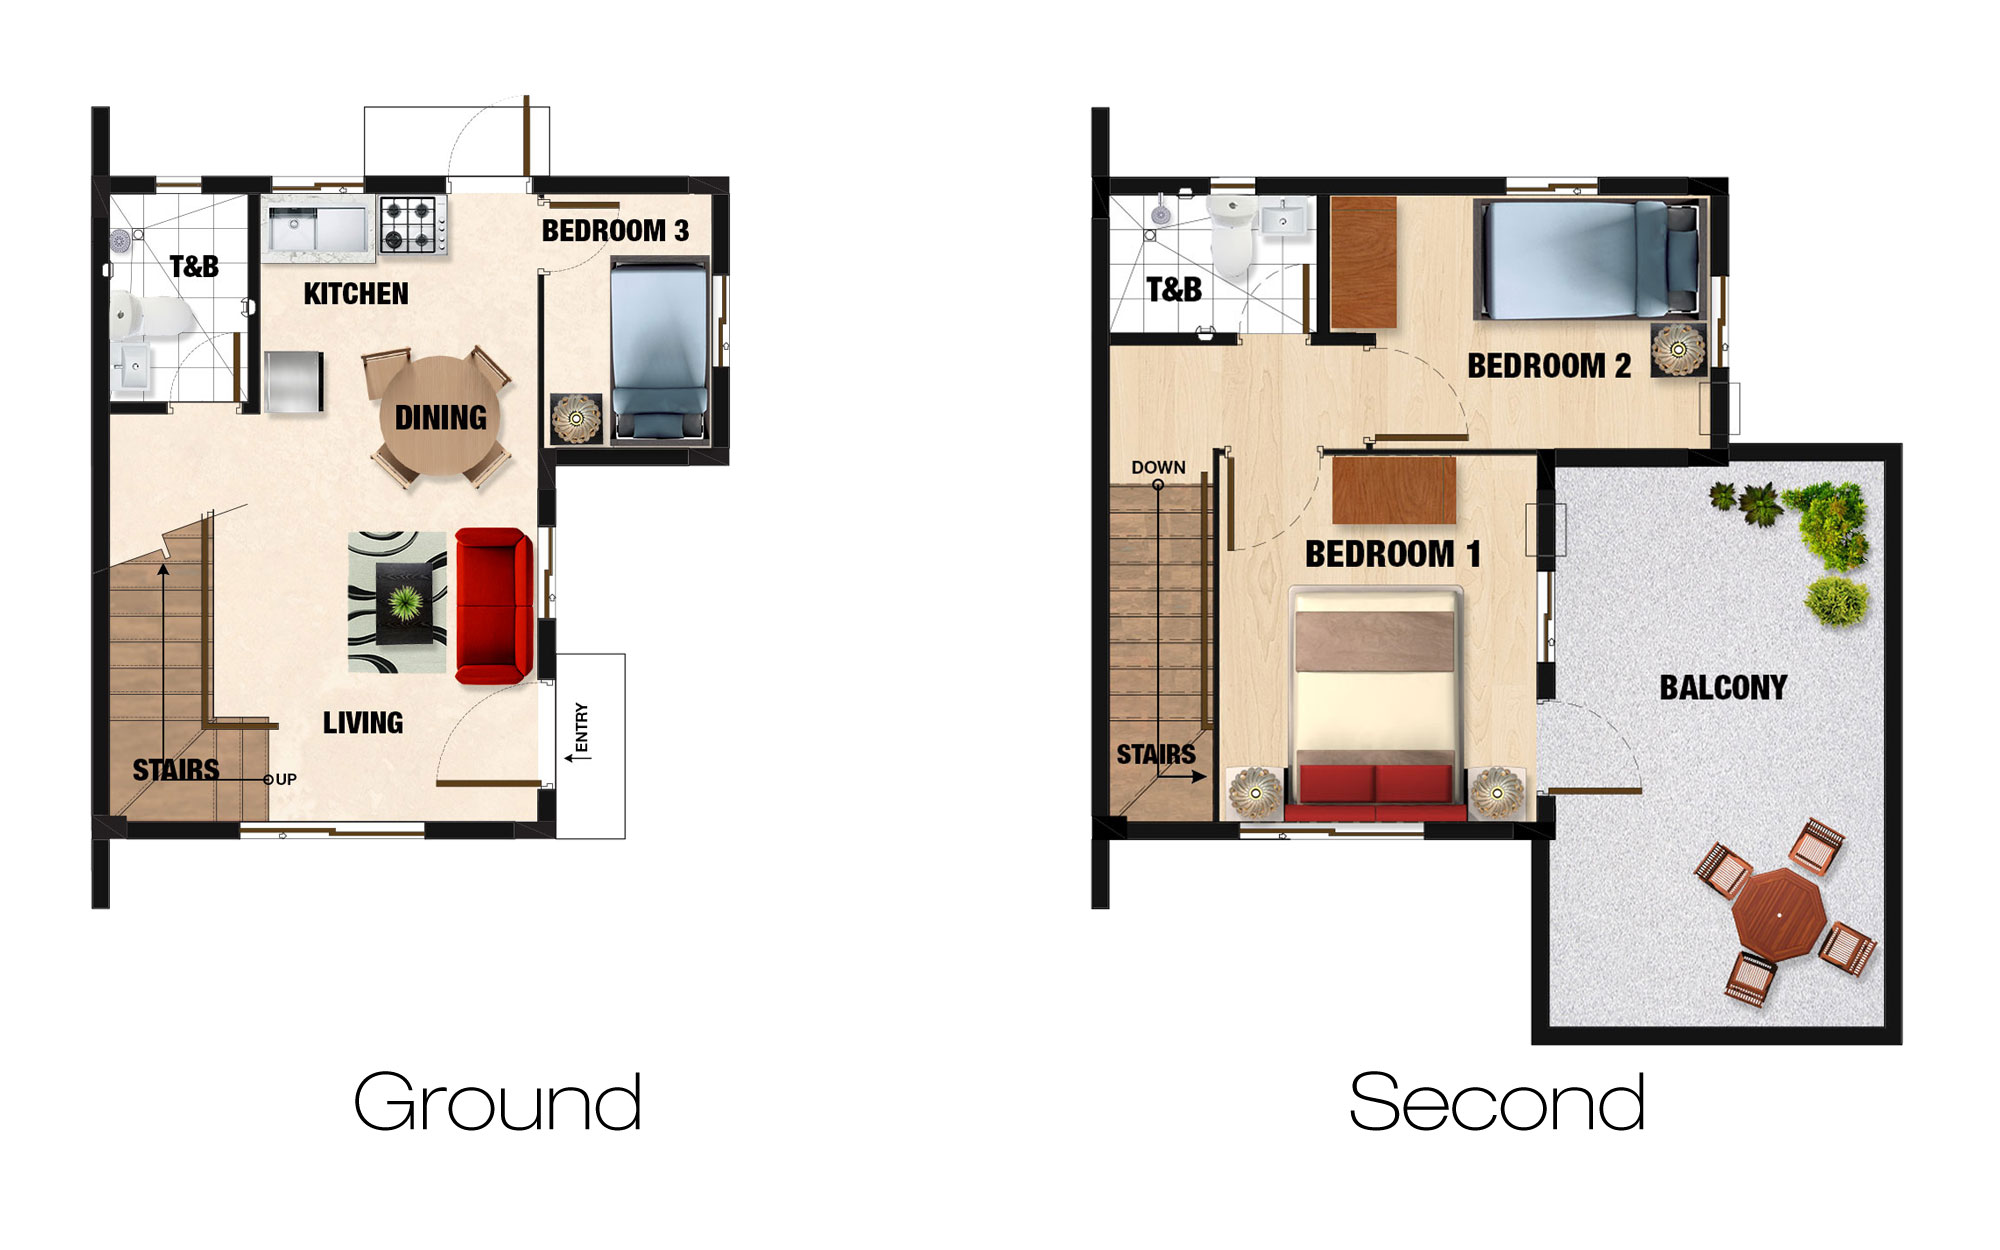 BEDROOM 3
T&B
KITCHEN
DINING
LIVING
ENTRY
STAIRS
UP
Ground
T&B
BEDROOM 2
DOWN
BEDROOM 1
BALCONY
STAIRS
Second